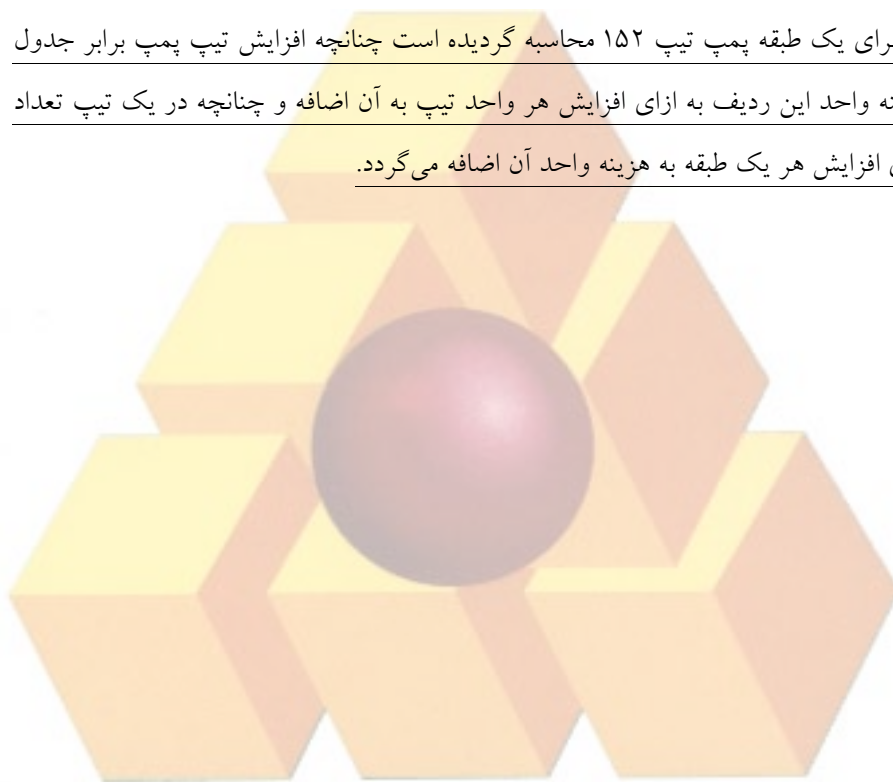 برای یک طبقه پمپ تیپ ۱۵۲ محاسبه گردیده است چنانچه افزایش تیپ پمپ برابر جدول
واحد این ردیف به ازای افزایش هر واحد تیپ به آن اضافه و چنانچه در یک تیپ تعداد
افزایش هر یک طبقه به هزینه واحد آن اضافه می‌گردد.